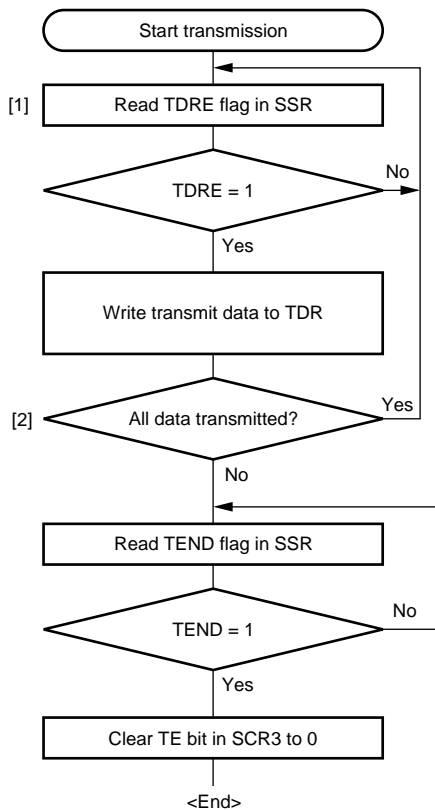 Start transmission
[1]
Read TDRE flag in SSR
No
TDRE = 1
Yes
Write transmit data to TDR
[2]
All data transmitted?
Yes
No
Read TEND flag in SSR
No
TEND = 1
Yes
Clear TE bit in SCR3 to 0
<End>